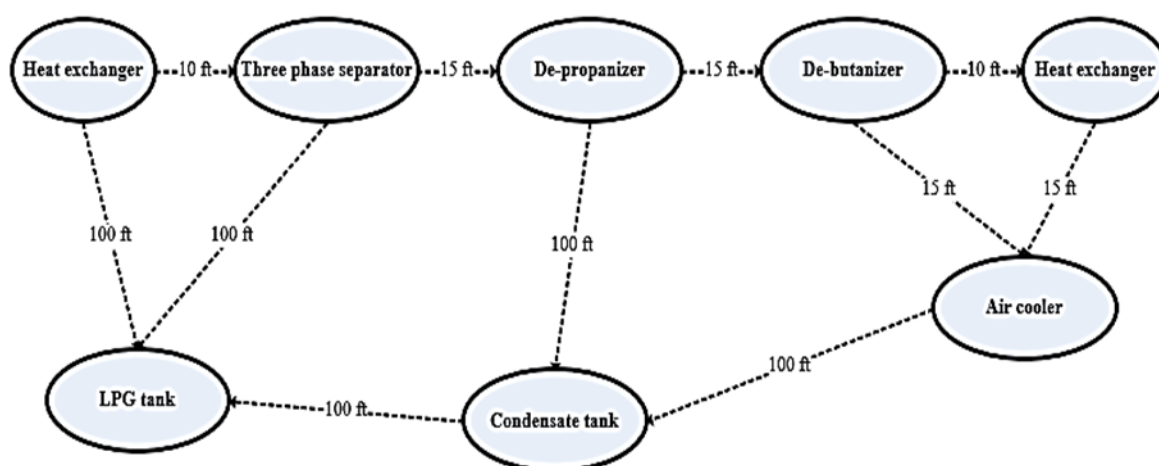 Heat exchanger
10 ft
Three phase separator
15 ft
De-propanizer
15 ft
De-butanizer
10 ft
Heat exchanger
15 ft
15 ft
100 ft
100 ft
100 ft
Air cooler
100 ft
LPG tank
100 ft
Condensate tank